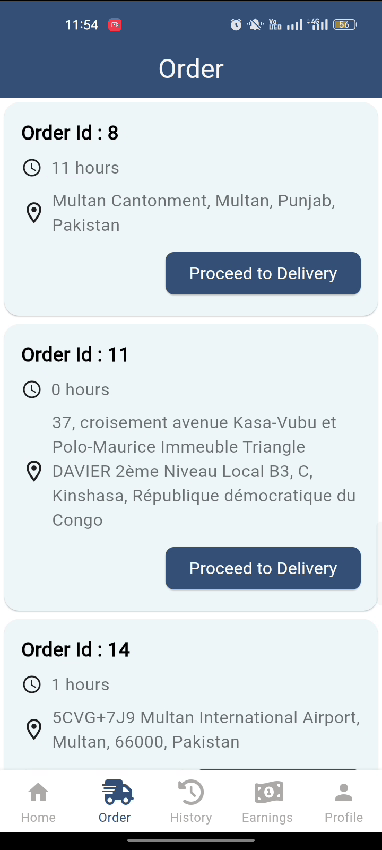 11:54
56
Order
Order Id : 8
11 hours
Multan Cantonment, Multan, Punjab,
Pakistan
Proceed to Delivery
Order Id : 11
0 hours
37, croisement avenue Kasa-Vubu et
Polo-Maurice Immeuble Triangle
DAVIER 2ème Niveau Local B3, C,
Kinshasa, République démocratique du
Congo
Proceed to Delivery
Order Id : 14
1 hours
5CVG+7J9 Multan International Airport,
Multan, 66000, Pakistan
Home
Order
History
Earnings
Profile